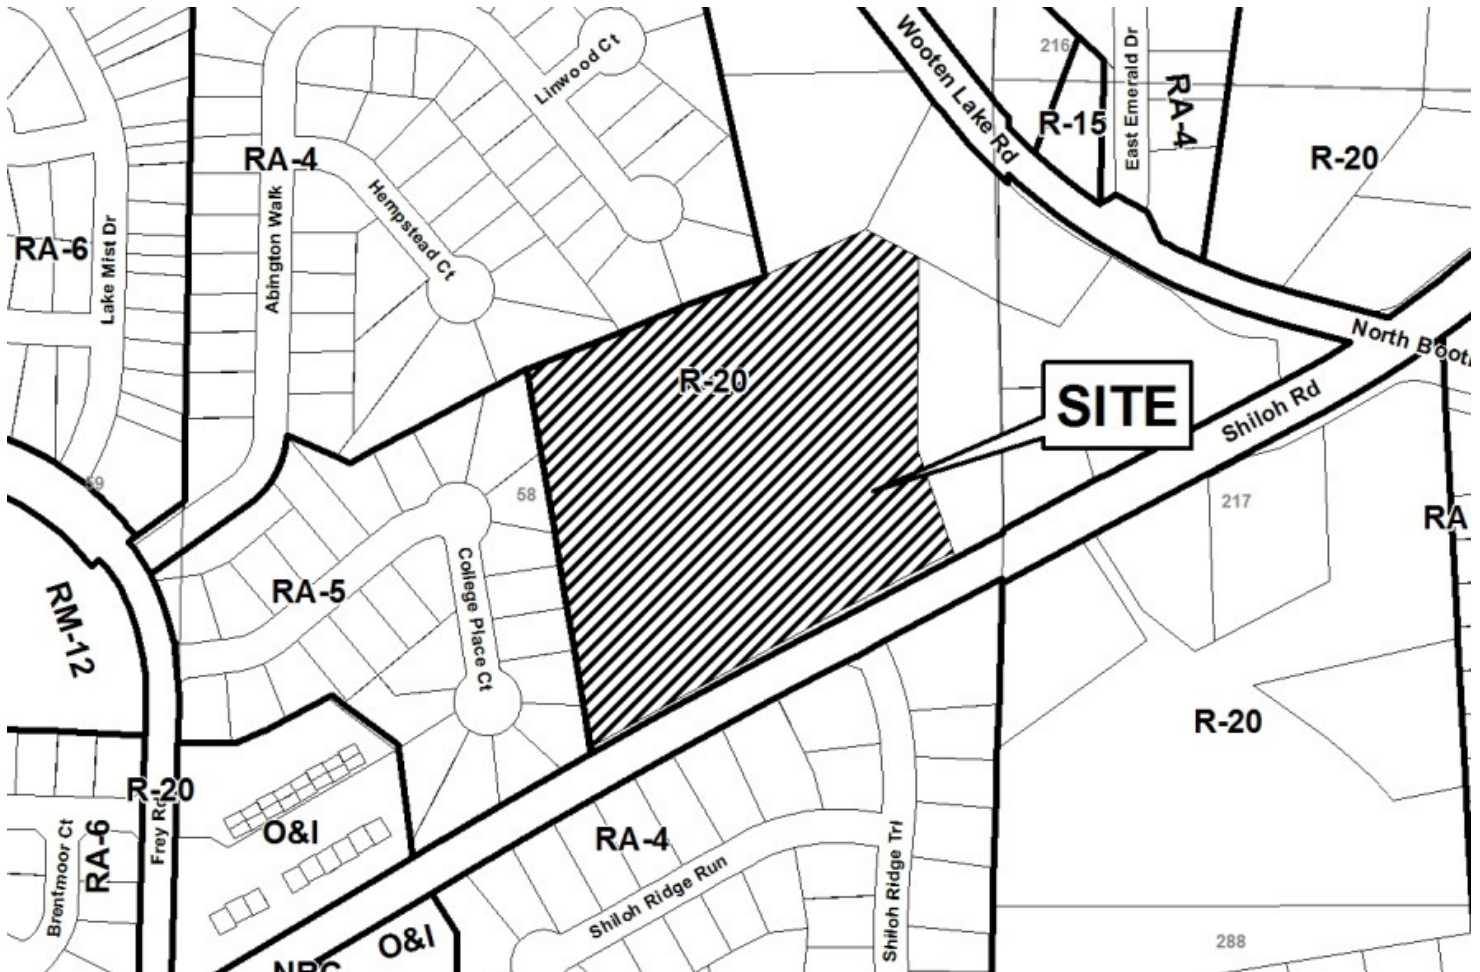 Linwood Ct
Wooten Lake Rd
216
East Emerald Dr
RA-4
R-15
R-20
RA-4
Hempstead Ct
Abington Walk
RA-6
Lake Mist Dr
North Boot
R-20
SITE
Shiloh Rd
59
58
217
RA
College Place Ct
RA-5
RM-12
R-20
R-20
Frey Rd
O&I
RA-4
RA-6
Brentmoor Ct
Shiloh Ridge Run
Shiloh Ridge Trl
O&I
288